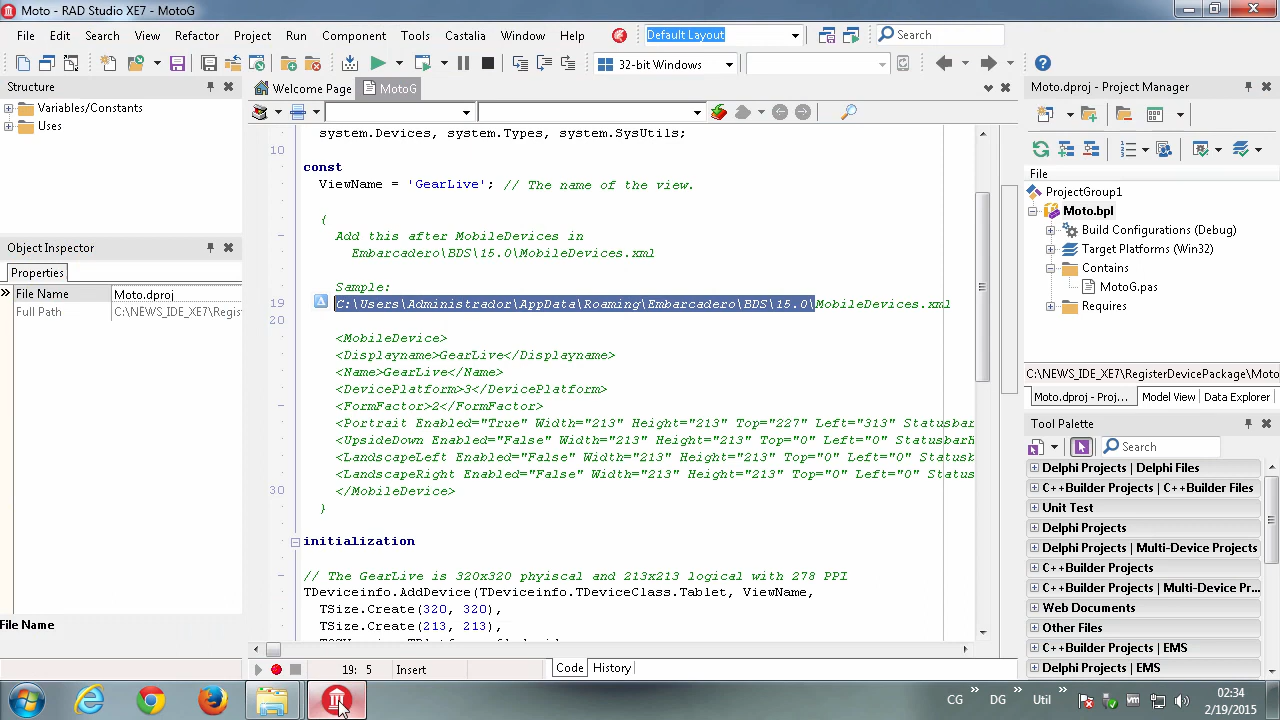 Moto - RAD Studio XE7 - MotoG
File Edit Search View Refactor Project Run Component Tools Castalia Window Help
Default Layout
Search
32-bit Windows
Structure
Variables/Constants
Uses
Object Inspector
Properties
File Name Moto.dproj
Full Path C:\NEWS_IDE_XE7\Regis
File Name
Welcome Page MotoG
system.Devices, system.Types, system.SysUtils;
10
const
ViewName = 'GearLive'; // The name of the view.
{
Add this after MobileDevices in
Embarcadero\BDS\15.0\MobileDevices.xml
Sample:
19 C:\Users\Administrador\AppData\Roaming\Embarcadero\BDS\15.0\MobileDevices.xml
20
<MobileDevice>
<Displayname>GearLive</Displayname>
<Name>GearLive</Name>
<DevicePlatform>3</DevicePlatform>
<FormFactor>2</FormFactor>
<Portrait Enabled="True" Width="213" Height="213" Top="227" Left="313" Statusbar
<UpsideDown Enabled="False" Width="213" Height="213" Top="0" Left="0" StatusbarH
<LandscapeLeft Enabled="False" Width="213" Height="213" Top="0" Left="0" Statusb
<LandscapeRight Enabled="False" Width="213" Height="213" Top="0" Left="0" Status
30 </MobileDevice>
}
initialization
// The GearLive is 320x320 phyiscal and 213x213 logical with 278 PPI
TDeviceinfo.AddDevice(TDeviceinfo.TDeviceClass.Tablet, ViewName,
TSize.Create(320, 320),
TSize.Create(213, 213),
19: 5 Insert Code History
Moto.dproj - Project Manager
File
ProjectGroup1
Moto.bpl
Build Configurations (Debug)
Target Platforms (Win32)
Contains
MotoG.pas
Requires
C:\NEWS_IDE_XE7\RegisterDevicePackage\Moto
Moto.dproj - Proj... Model View Data Explorer
Tool Palette
Search
Delphi Projects | Delphi Files
C++Builder Projects | C++Builder Files
Unit Test
Delphi Projects
Delphi Projects | Multi-Device Projects
C++Builder Projects
C++Builder Projects | Multi-Device Pr...
Web Documents
Other Files
C++Builder Projects | EMS
Delphi Projects | EMS
CG » DG » Util »
02:34
2/19/2015